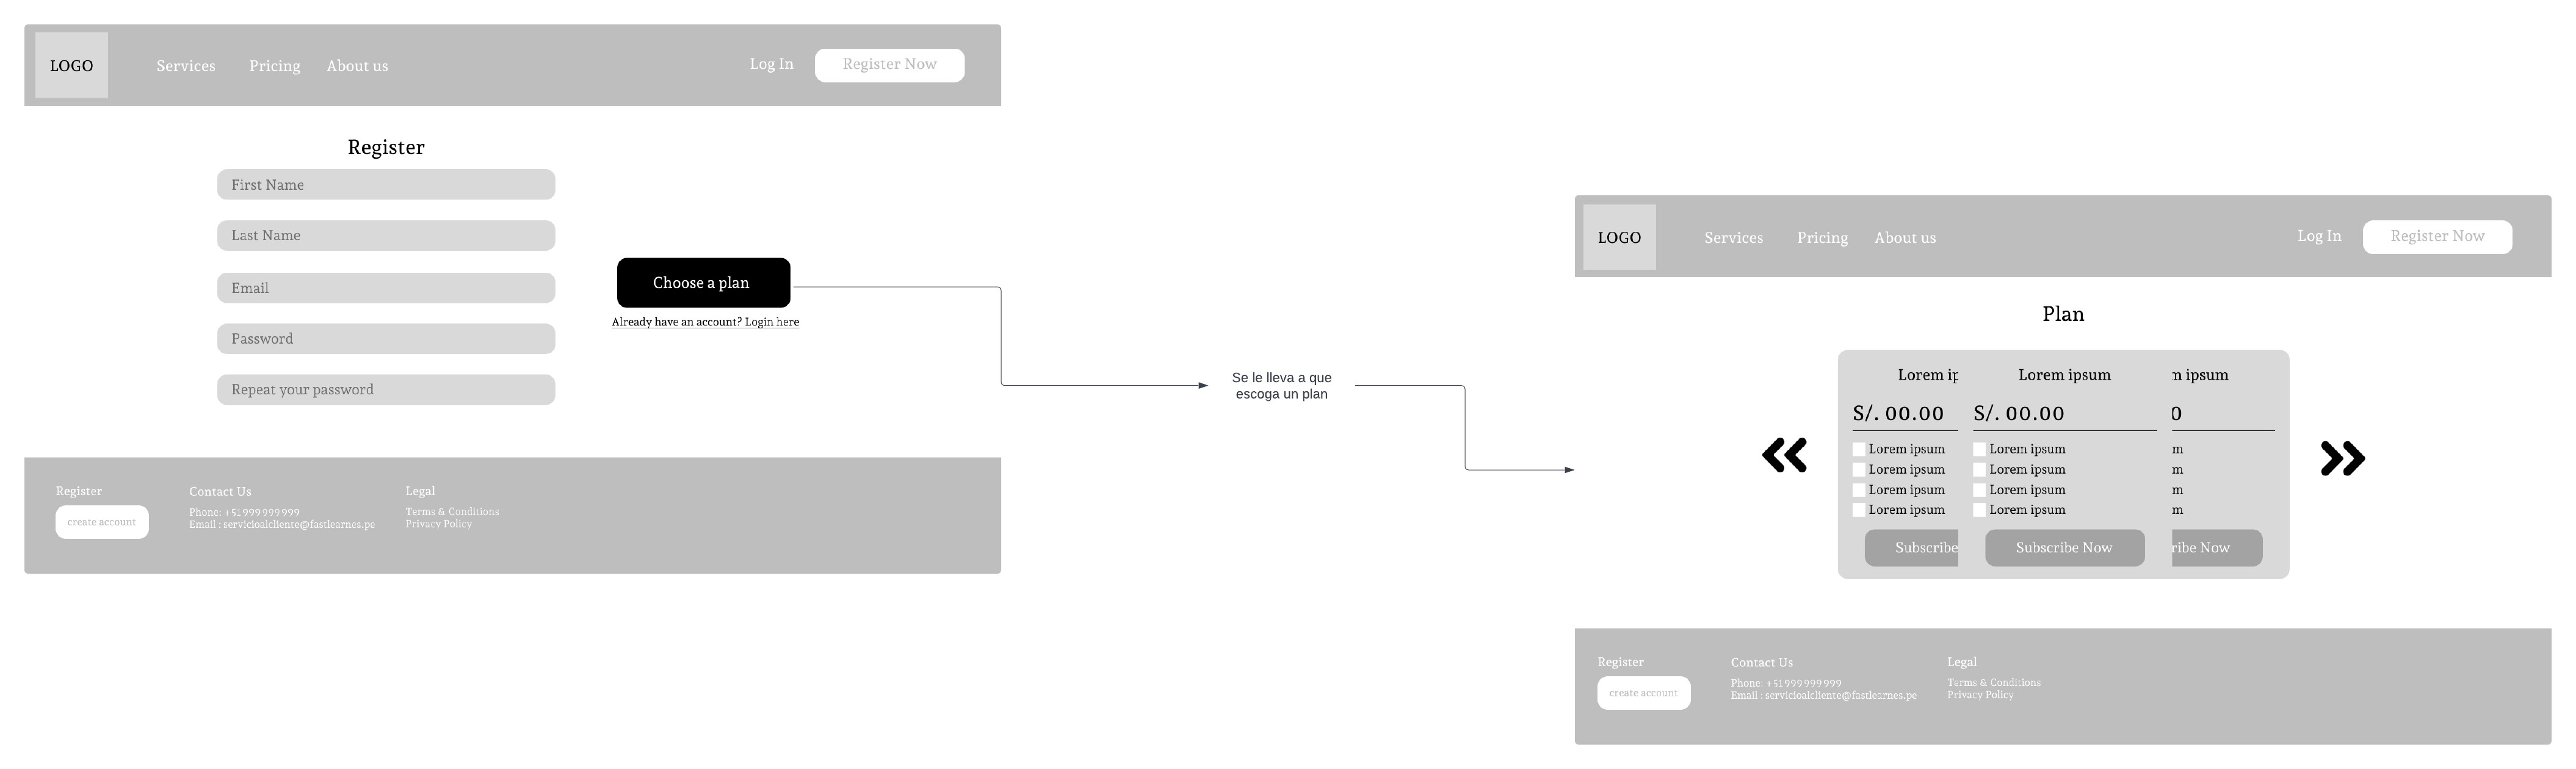 LOGO
Services Pricing About us
Log In Register Now
Register
First Name
Last Name
Email
Password
Repeat your password
Choose a plan
Already have an account? Login here
Register
create account
Contact Us
Phone: +51999999999
Email : servicioalcliente@fastlearnes.pe
Legal
Terms & Conditions
Privacy Policy
Se le lleva a que
escoga un plan
LOGO
Services Pricing About us
Log In Register Now
Plan
Lorem ip
S/. 00.00
Lorem ipsum
Lorem ipsum
Lorem ipsum
Lorem ipsum
Subscribe
Lorem ipsum
S/. 00.00
Lorem ipsum
Lorem ipsum
Lorem ipsum
Lorem ipsum
Subscribe Now
m ipsum
0
m
m
m
m
ribe Now
Register
create account
Contact Us
Phone: +51999999999
Email : servicioalcliente@fastlearnes.pe
Legal
Terms & Conditions
Privacy Policy